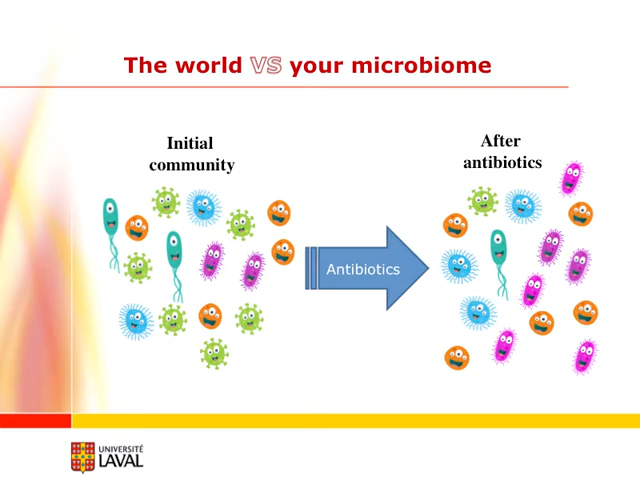 The world VS your microbiome
Initial
community
After
antibiotics
Antibiotics
UNIVERSITÉ
LAVAL